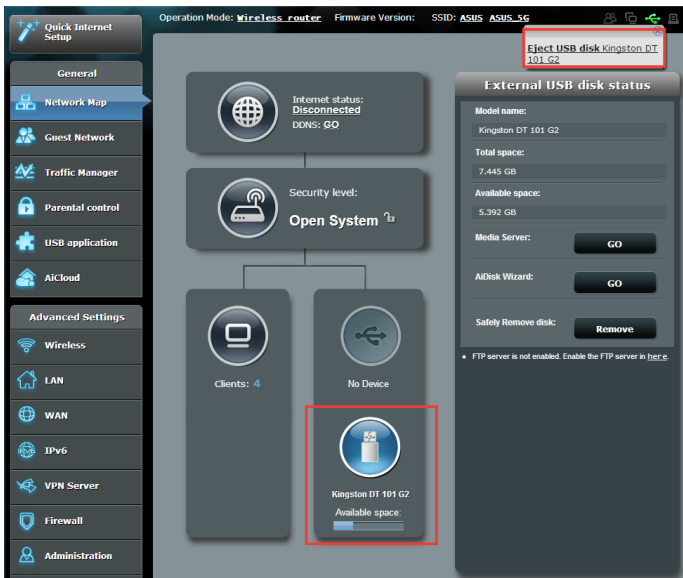 Quick Internet
Setup
Operation Mode: Wireless router Firmware Version: SSID: ASUS ASUS_5G
Eject USB disk Kingston DT
101 G2
General
Network Map
Guest Network
Traffic Manager
Parental control
USB application
AiCloud
Advanced Settings
Wireless
LAN
WAN
IPv6
VPN Server
Firewall
Administration
Internet status:
Disconnected
DDNS: GO
Security level:
Open System
Clients: 4
No Device
Kingston DT 101 G2
Available space:
External USB disk status
Model name:
Kingston DT 101 G2
Total space:
7.445 GB
Available space:
5.392 GB
Media Server: GO
AiDisk Wizard: GO
Safely Remove disk: Remove
• FTP server is not enabled. Enable the FTP server in here.